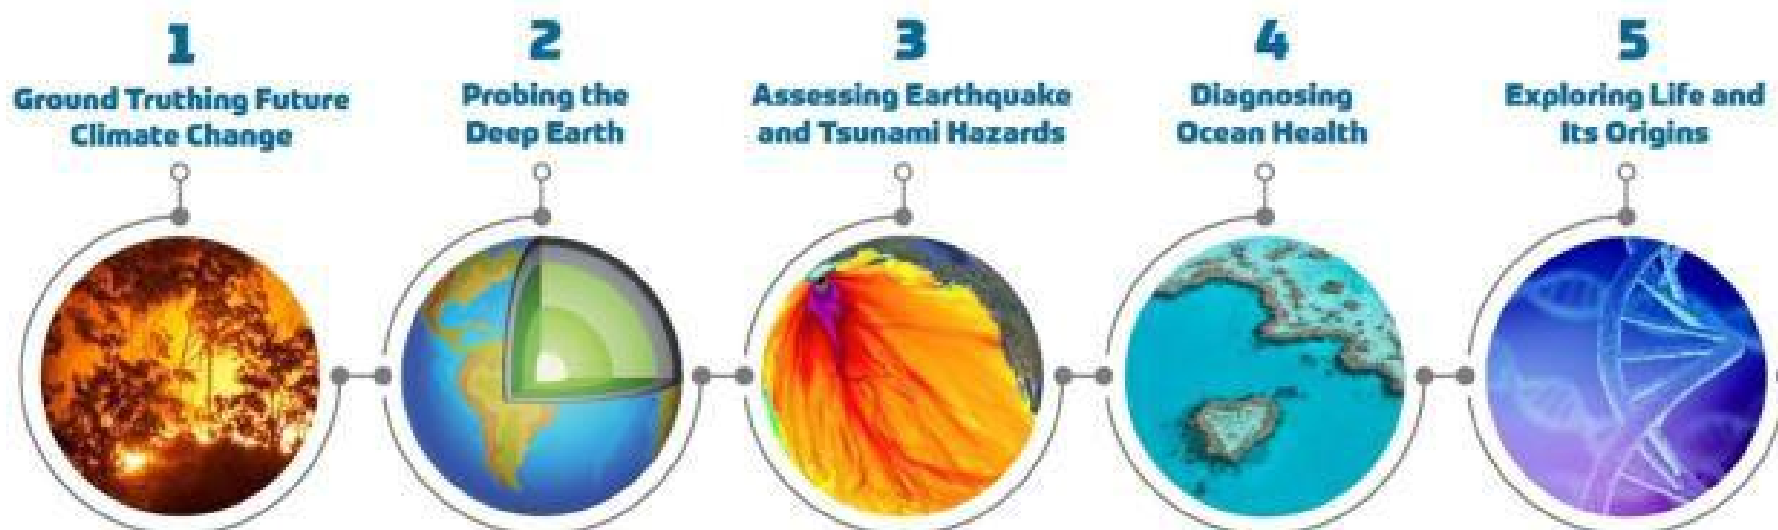 1
Ground Truthing Future
Climate Change
2
Probing the
Deep Earth
3
Assessing Earthquake
and Tsunami Hazards
4
Diagnosing
Ocean Health
5
Exploring Life and
Its Origins